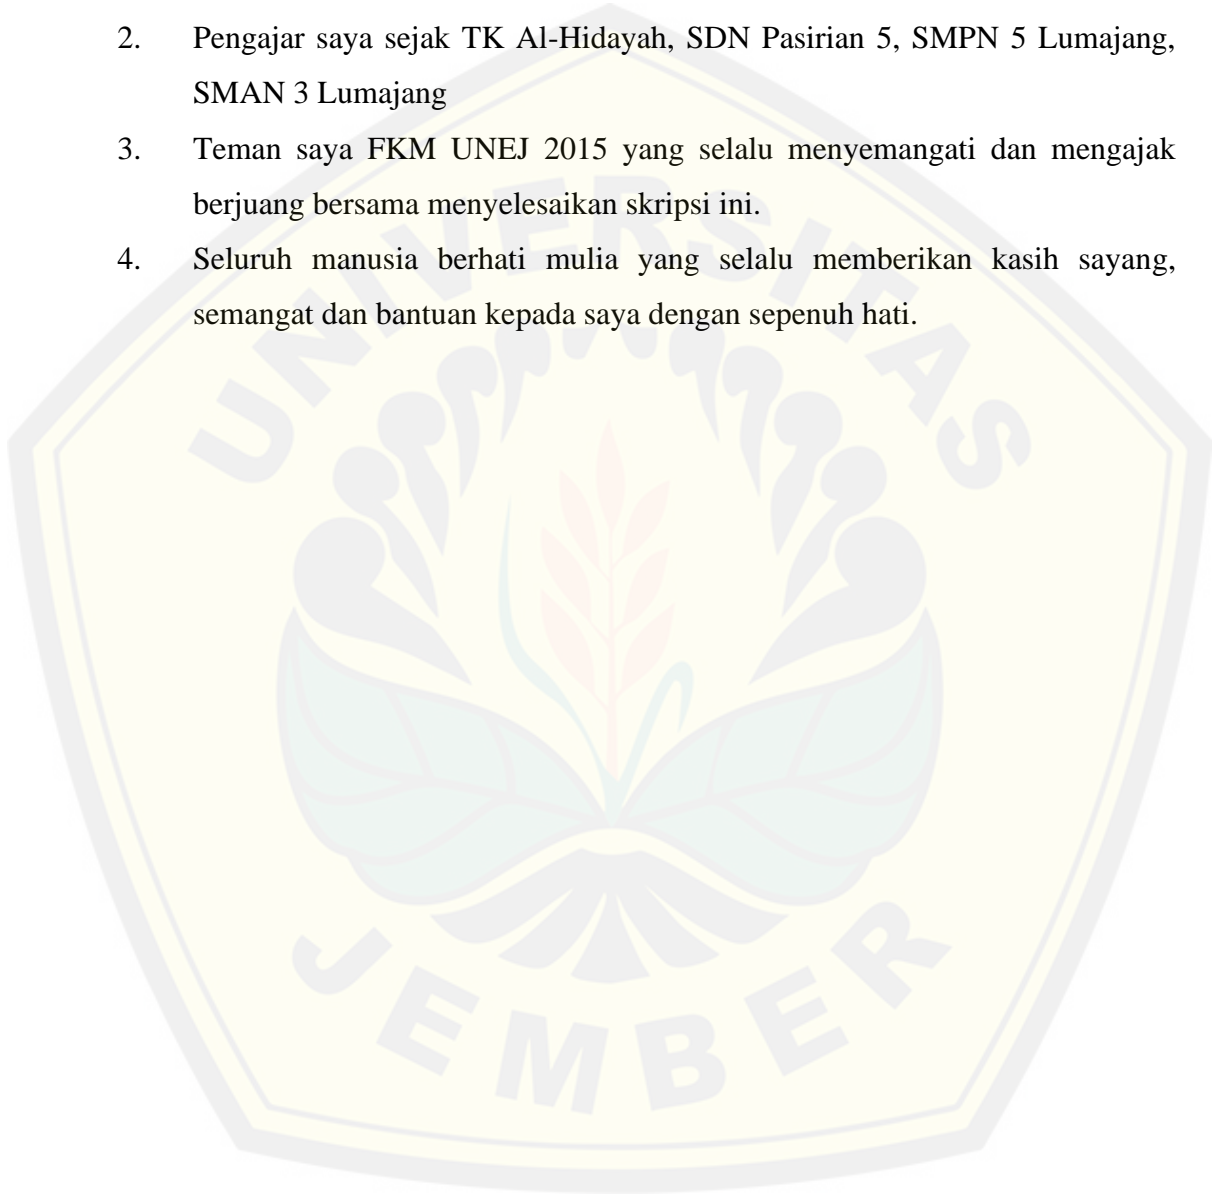 2. Pengajar saya sejak TK Al-Hidayah, SDN Pasirian 5, SMPN 5 Lumajang,
SMAN 3 Lumajang
3. Teman saya FKM UNEJ 2015 yang selalu menyemangati dan mengajak
berjuang bersama menyelesaikan skripsi ini.
4. Seluruh manusia berhati mulia yang selalu memberikan kasih sayang,
semangat dan bantuan kepada saya dengan sepenuh hati.
UNIVERSITAS
JEMBER